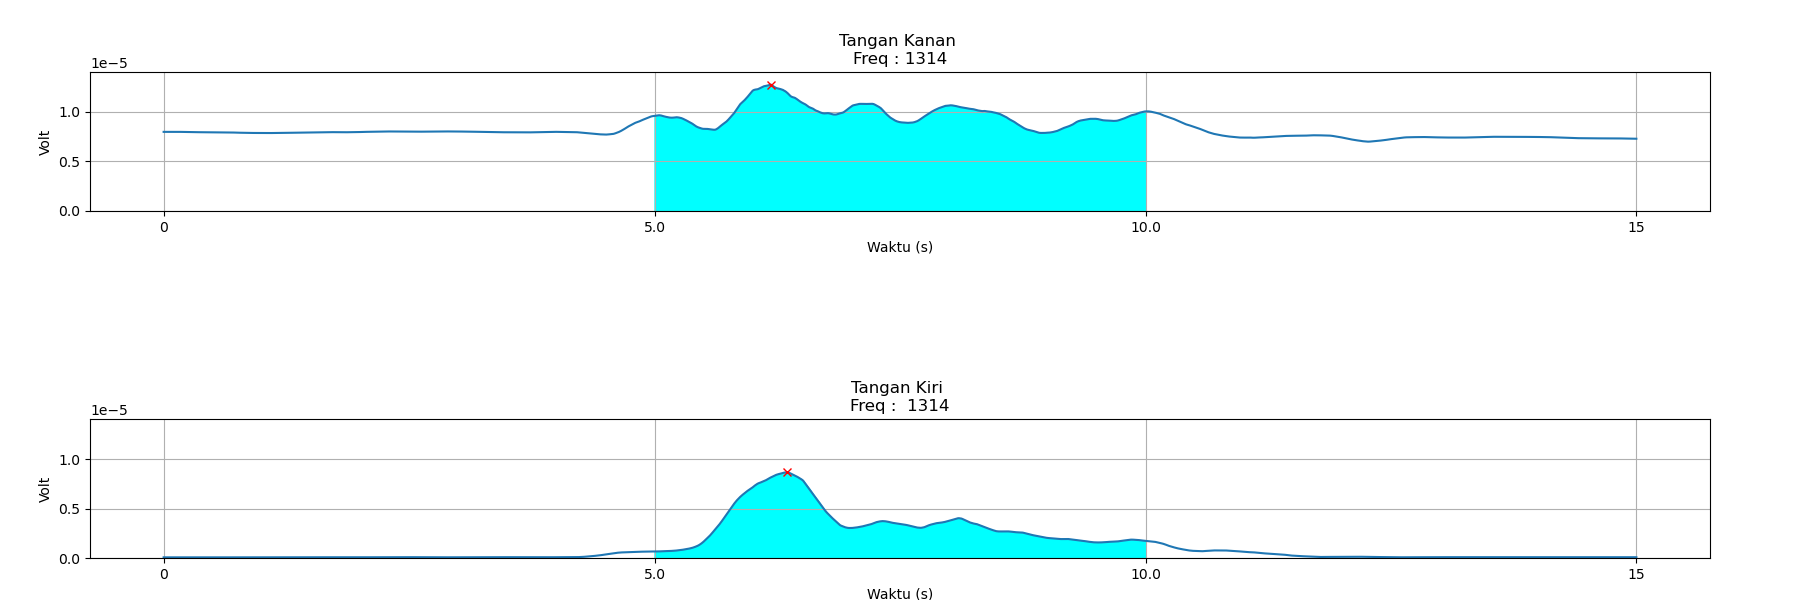 Tangan Kanan
Freq : 1314
1e−5
1.0
0.5
0.0
Volt
0 5.0 10.0 15
Waktu (s)
Tangan Kiri
Freq :  1314
1e−5
1.0
0.5
0.0
Volt
0 5.0 10.0 15
Waktu (s)